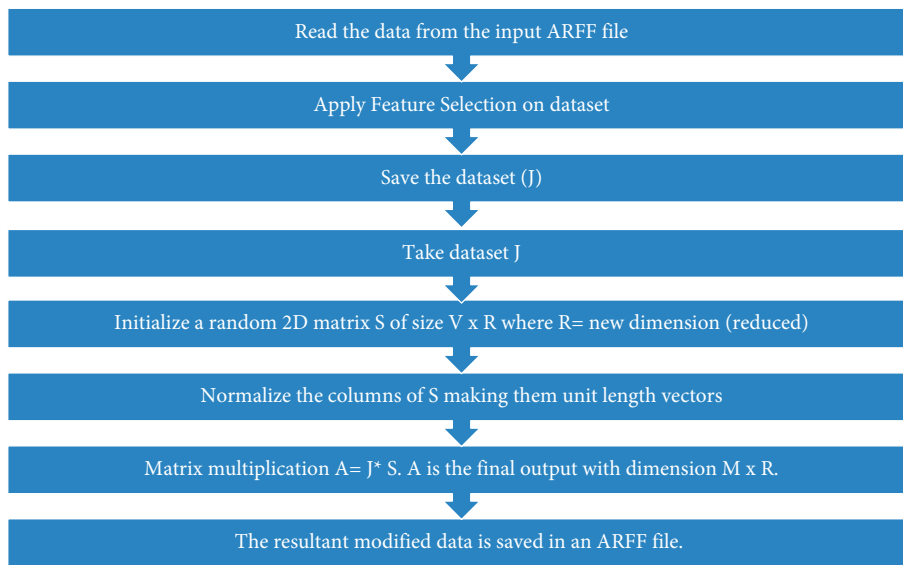 Read the data from the input ARFF file
Apply Feature Selection on dataset
Save the dataset (J)
Take dataset J
Initialize a random 2D matrix S of size V x R where R= new dimension (reduced)
Normalize the columns of S making them unit length vectors
Matrix multiplication A= J* S. A is the final output with dimension M x R.
The resultant modified data is saved in an ARFF file.